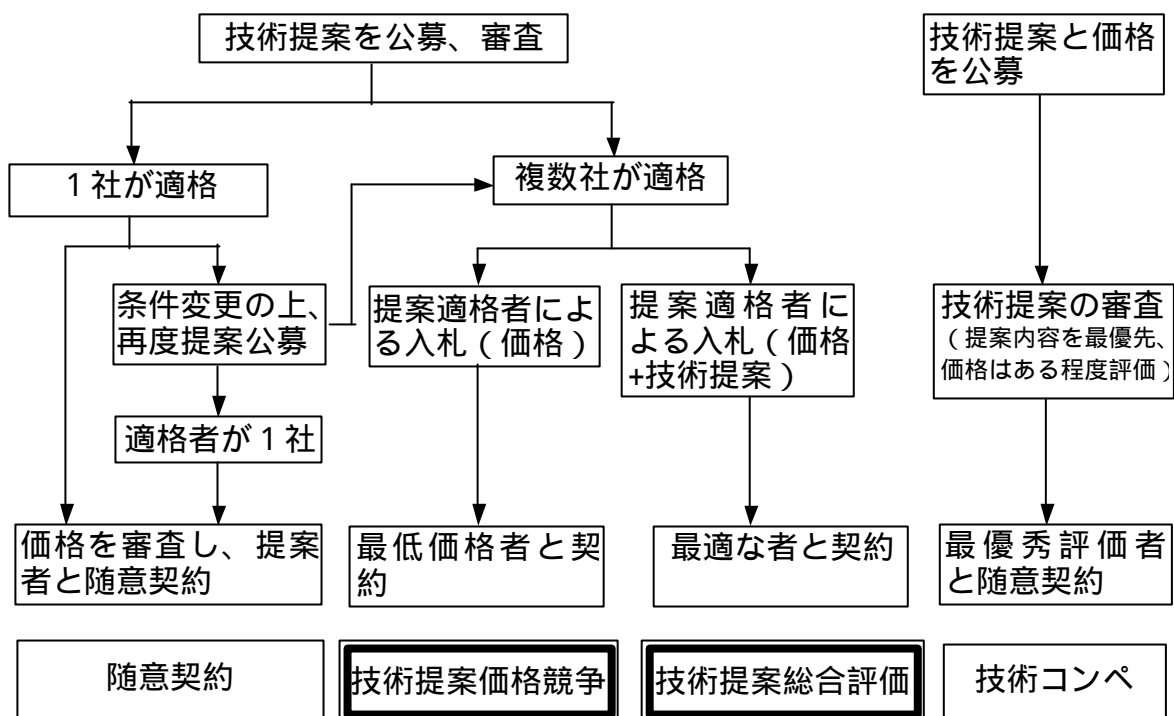 技術提案を公募、審査
技術提案と価格
を公募
1社が適格
複数社が適格
条件変更の上、
再度提案公募
提案適格者によ
る入札(価格)
提案適格者に
よる入札(価格
+技術提案)
技術提案の審査
(提案内容を最優先、
価格はある程度評価)
適格者が1社
価格を審査し、提案
者と随意契約
最低価格者と契
約
最適な者と契約
最優秀評価者
と随意契約
随意契約
技術提案価格競争
技術提案総合評価
技術コンペ